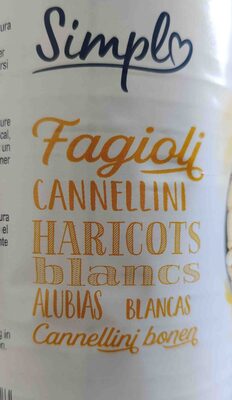 Simpl
Fagioli
CANNELLINI
HARICOTS
blancs
ALUBIAS BLANCAS
Cannellini bonen